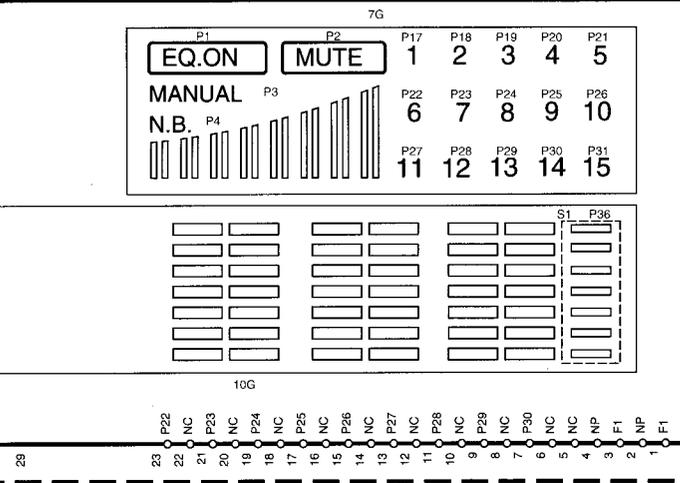 7G
P1 P2 P17 P18 P19 P20 P21
EQ.ON MUTE 1 2 3 4 5
MANUAL P3 P22 P23 P24 P25 P26
N.B. P4 6 7 8 9 10
P27 P28 P29 P30 P31
11 12 13 14 15
S1 P36
10G
P22 NC P23 NC P24 NC P25 NC P26 NC P27 NC P28 NC P29 NC P30 NC NC NP F1 NP F1
29 23 22 21 20 19 18 17 16 15 14 13 12 11 10 9 8 7 6 5 4 3 2 1